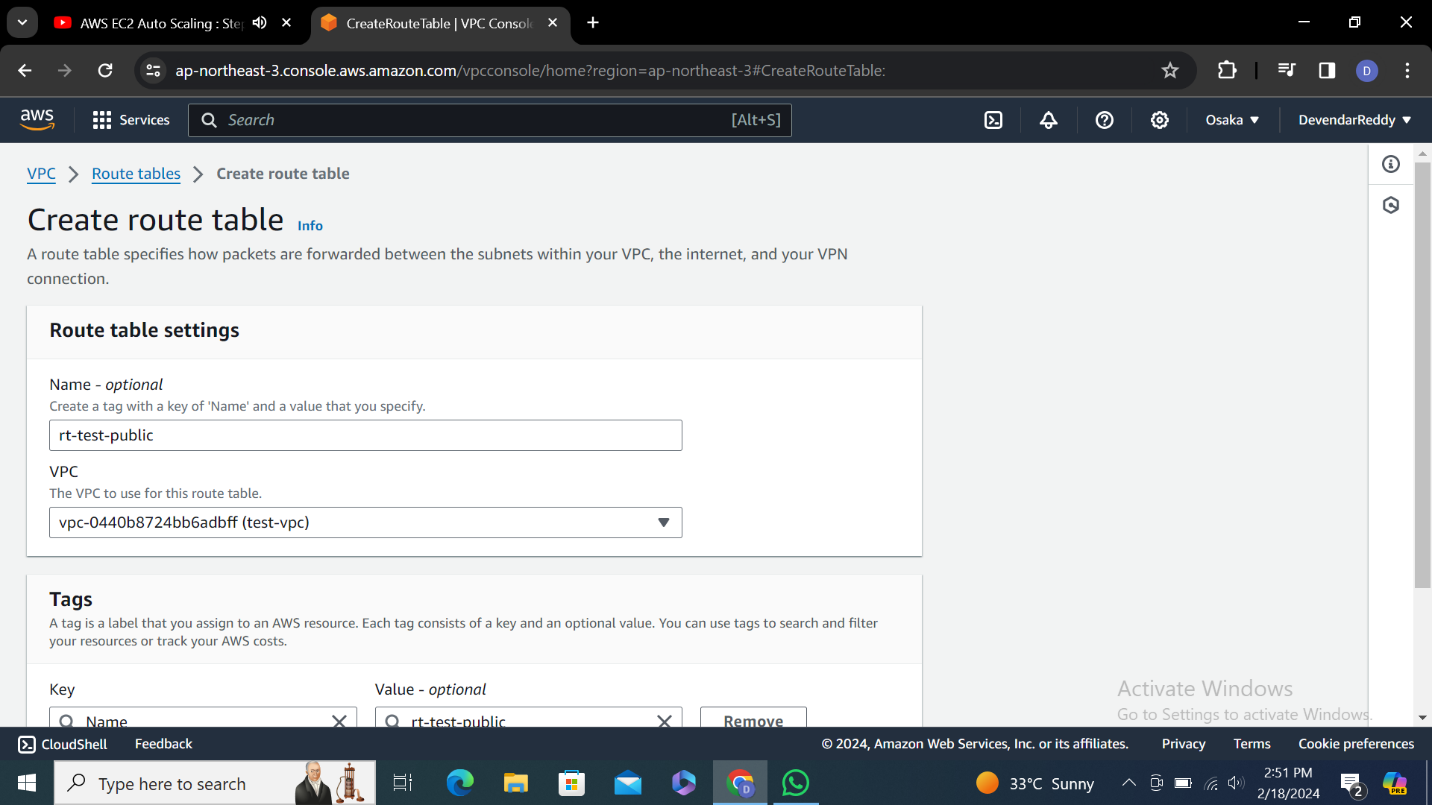 AWS EC2 Auto Scaling : Ste
CreateRouteTable | VPC Consol
ap-northeast-3.console.aws.amazon.com/vpcconsole/home?region=ap-northeast-3#CreateRouteTable:
D
aws
Services
Search
[Alt+S]
Osaka
DevendarReddy
VPC
Route tables
Create route table
Create route table
Info
A route table specifies how packets are forwarded between the subnets within your VPC, the internet, and your VPN
connection.
Route table settings
Name - optional
Create a tag with a key of 'Name' and a value that you specify.
rt-test-public
VPC
The VPC to use for this route table.
vpc-0440b8724bb6adbff (test-vpc)
Tags
A tag is a label that you assign to an AWS resource. Each tag consists of a key and an optional value. You can use tags to search and filter
your resources or track your AWS costs.
Key
Value - optional
Name
rt-test-public
Remove
Activate Windows
Go to Settings to activate Windows.
CloudShell
Feedback
© 2024, Amazon Web Services, Inc. or its affiliates.
Privacy
Terms
Cookie preferences
Type here to search
D
33°C Sunny
2:51 PM
2/18/2024
2
PRE